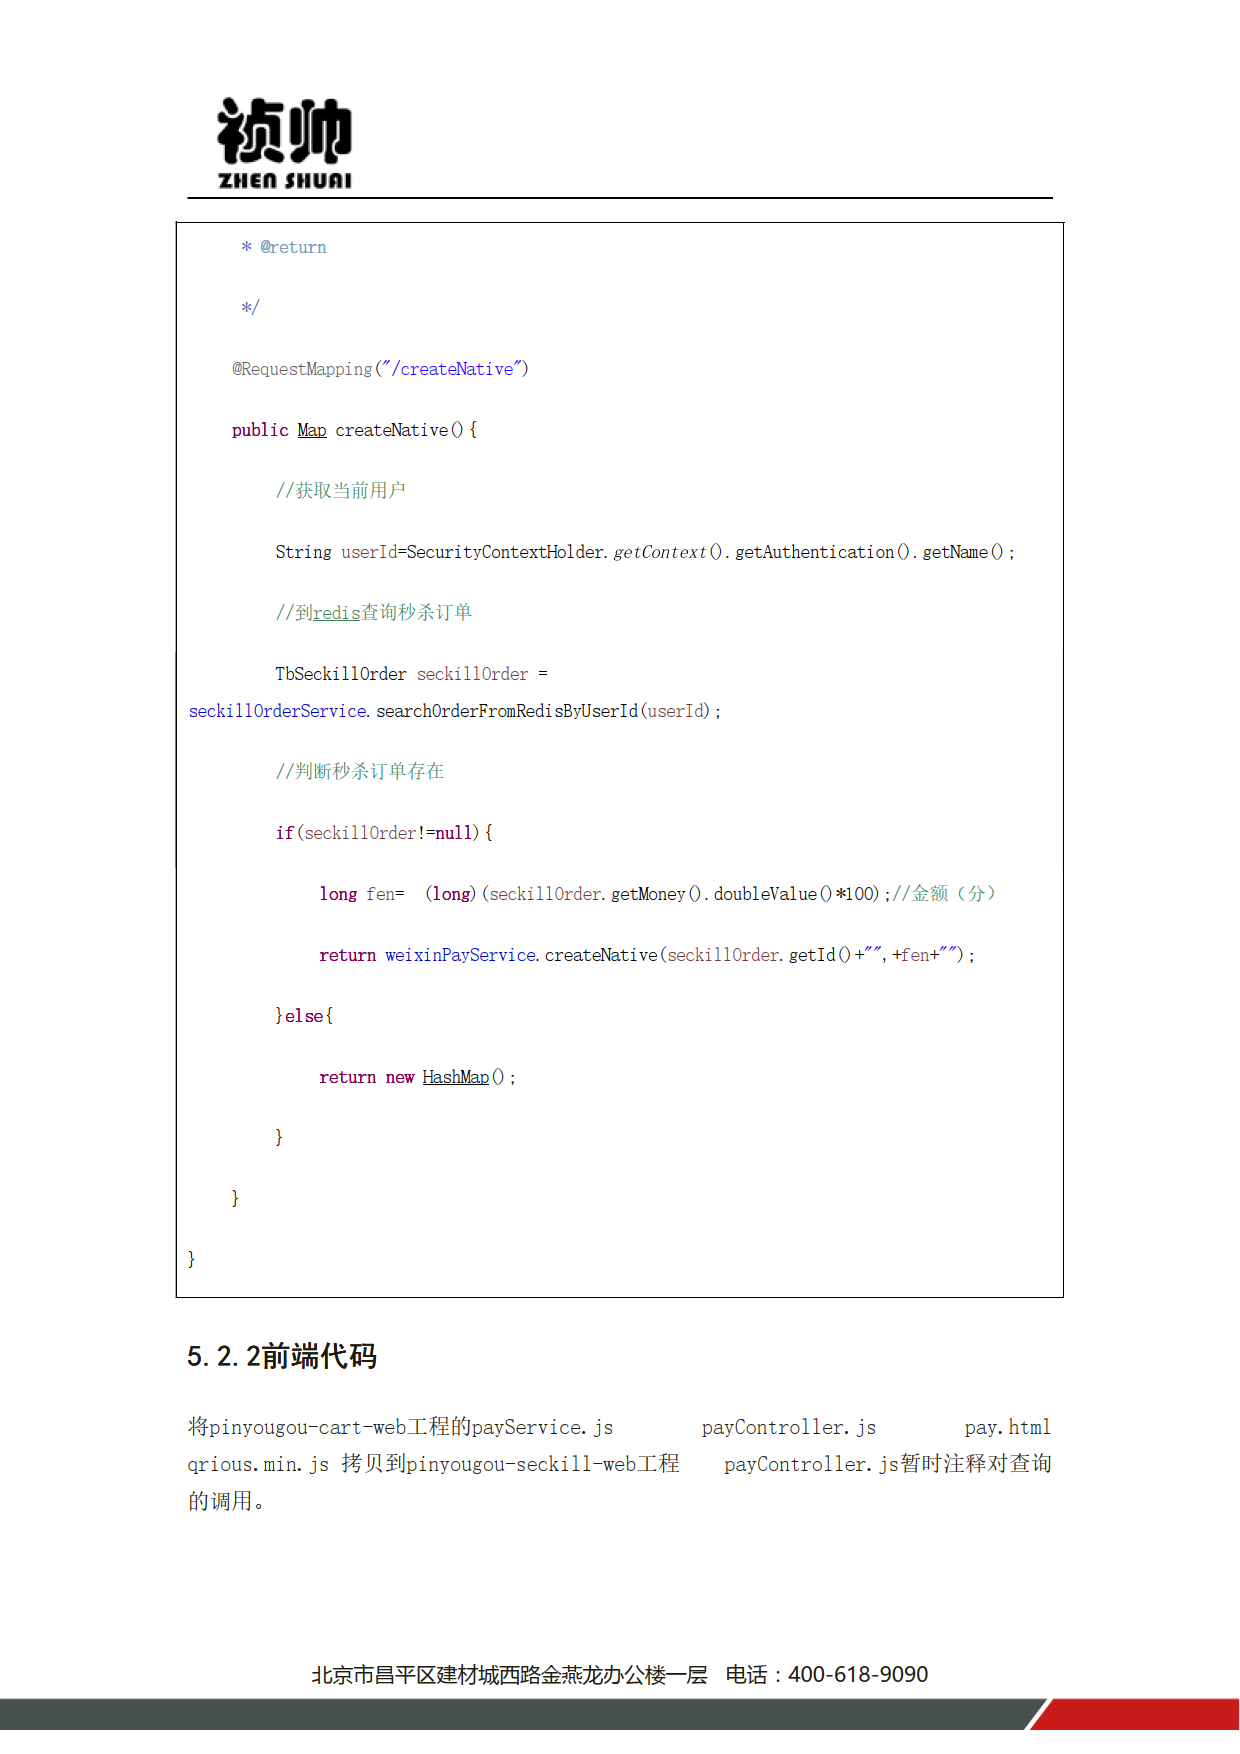 祯帅
ZHEN SHUAI
* @return
*/
@RequestMapping("/createNative")
public Map createNative(){
//获取当前用户
String userId=SecurityContextHolder.getContext().getAuthentication().getName();
//到redis查询秒杀订单
TbSeckillOrder seckillOrder =
seckillOrderService.searchOrderFromRedisByUserId(userId);
//判断秒杀订单存在
if(seckillOrder!=null){
long fen=  (long)(seckillOrder.getMoney().doubleValue()*100);//金额（分）
return weixinPayService.createNative(seckillOrder.getId()+"",+fen+"");
}else{
return new HashMap();
}
}
}
5.2.2前端代码
将pinyougou-cart-web工程的payService.js payController.js pay.html
qrious.min.js 拷贝到pinyougou-seckill-web工程 payController.js暂时注释对查询
的调用。
北京市昌平区建材城西路金燕龙办公楼一层 电话：400-618-9090